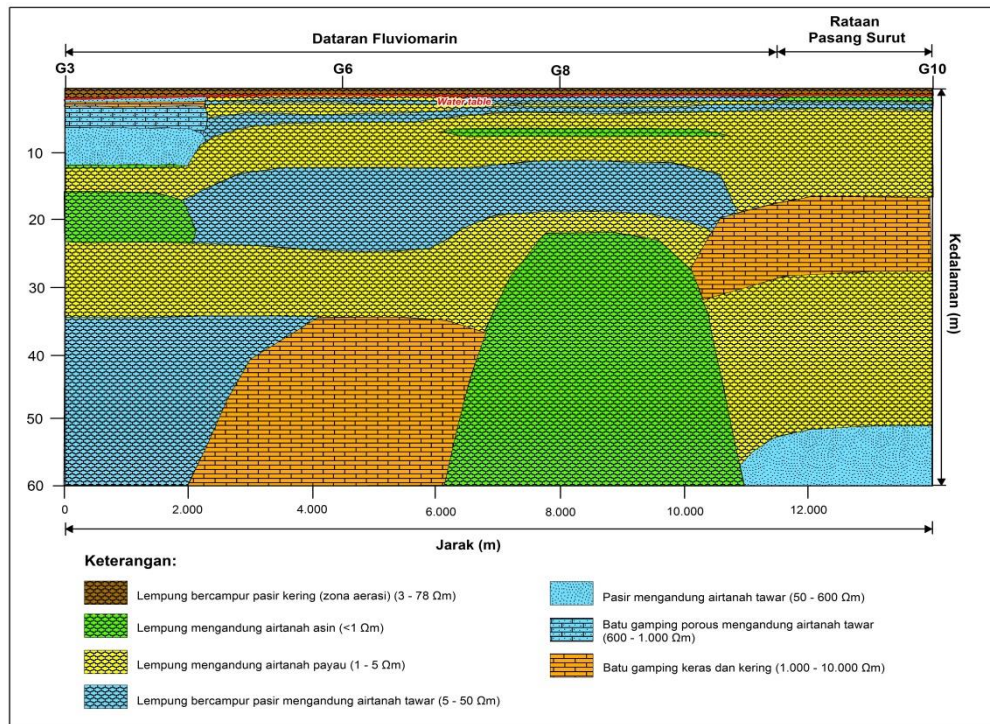 Dataran Fluviomarin
Rataan
Pasang Surut
G3
G6
G8
G10
Water table
10
20
30
40
50
60
Kedalaman (m)
0
2.000
4.000
6.000
8.000
10.000
12.000
Jarak (m)
Keterangan:
Lempung bercampur pasir kering (zona aerasi) (3 - 78 Ωm)
Lempung mengandung airtanah asin (<1 Ωm)
Lempung mengandung airtanah payau (1 - 5 Ωm)
Lempung bercampur pasir mengandung airtanah tawar (5 - 50 Ωm)
Pasir mengandung airtanah tawar (50 - 600 Ωm)
Batu gamping porous mengandung airtanah tawar
(600 - 1.000 Ωm)
Batu gamping keras dan kering (1.000 - 10.000 Ωm)